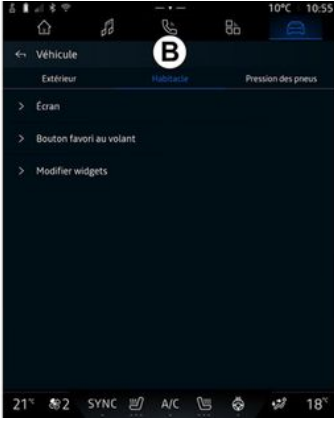 10°C 10:55
Véhicule
B
Extérieur Habitacle Pression des pneus
Écran
Bouton favori au volant
Modifier widgets
21°C 2 SYNC A/C 18°C